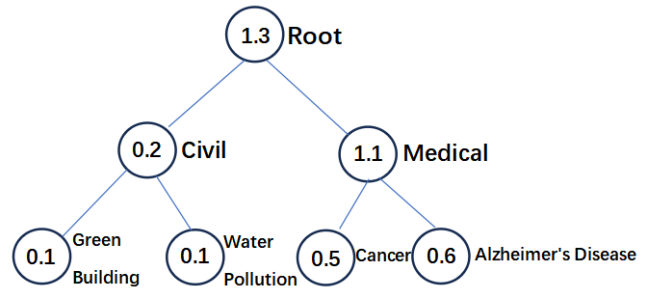 1.3 Root
0.2 Civil
1.1 Medical
0.1 Green
Building
0.1 Water
Pollution
0.5 Cancer
0.6 Alzheimer's Disease